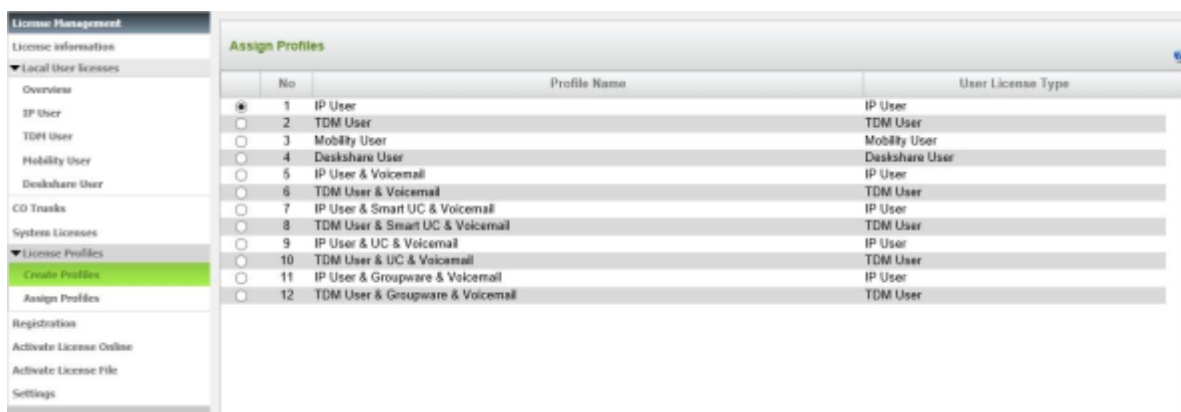 License Management
License information
Local User licenses
Overview
IP User
TDM User
Mobility User
Deskshare User
CO Trunks
System Licenses
License Profiles
Create Profiles
Assign Profiles
Registration
Activate License Online
Activate License File
Settings
Assign Profiles
No Profile Name User License Type
1 IP User IP User
2 TDM User TDM User
3 Mobility User Mobility User
4 Deskshare User Deskshare User
5 IP User & Voicemail IP User
6 TDM User & Voicemail TDM User
7 IP User & Smart UC & Voicemail IP User
8 TDM User & Smart UC & Voicemail TDM User
9 IP User & UC & Voicemail IP User
10 TDM User & UC & Voicemail TDM User
11 IP User & Groupware & Voicemail IP User
12 TDM User & Groupware & Voicemail TDM User